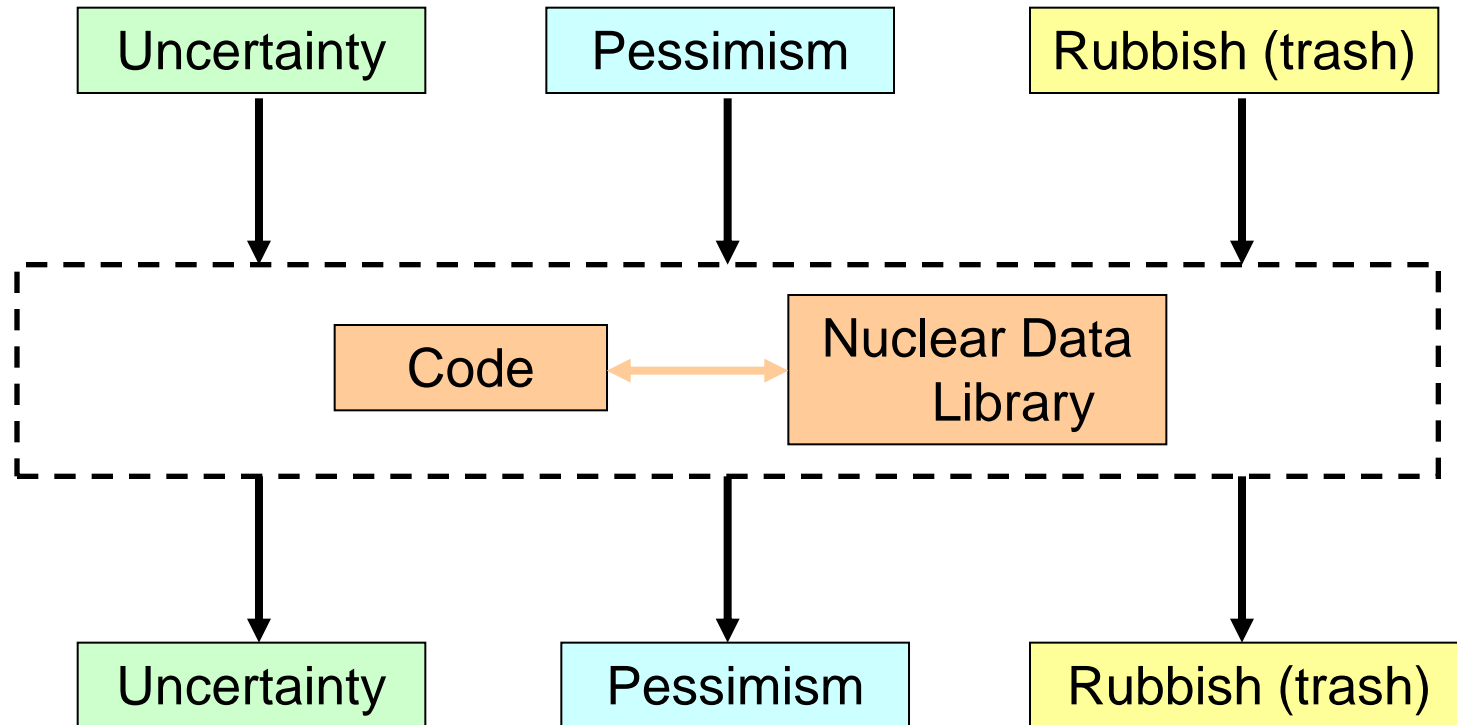 Uncertainty
Pessimism
Rubbish (trash)
Code
Nuclear Data
Library
Uncertainty
Pessimism
Rubbish (trash)